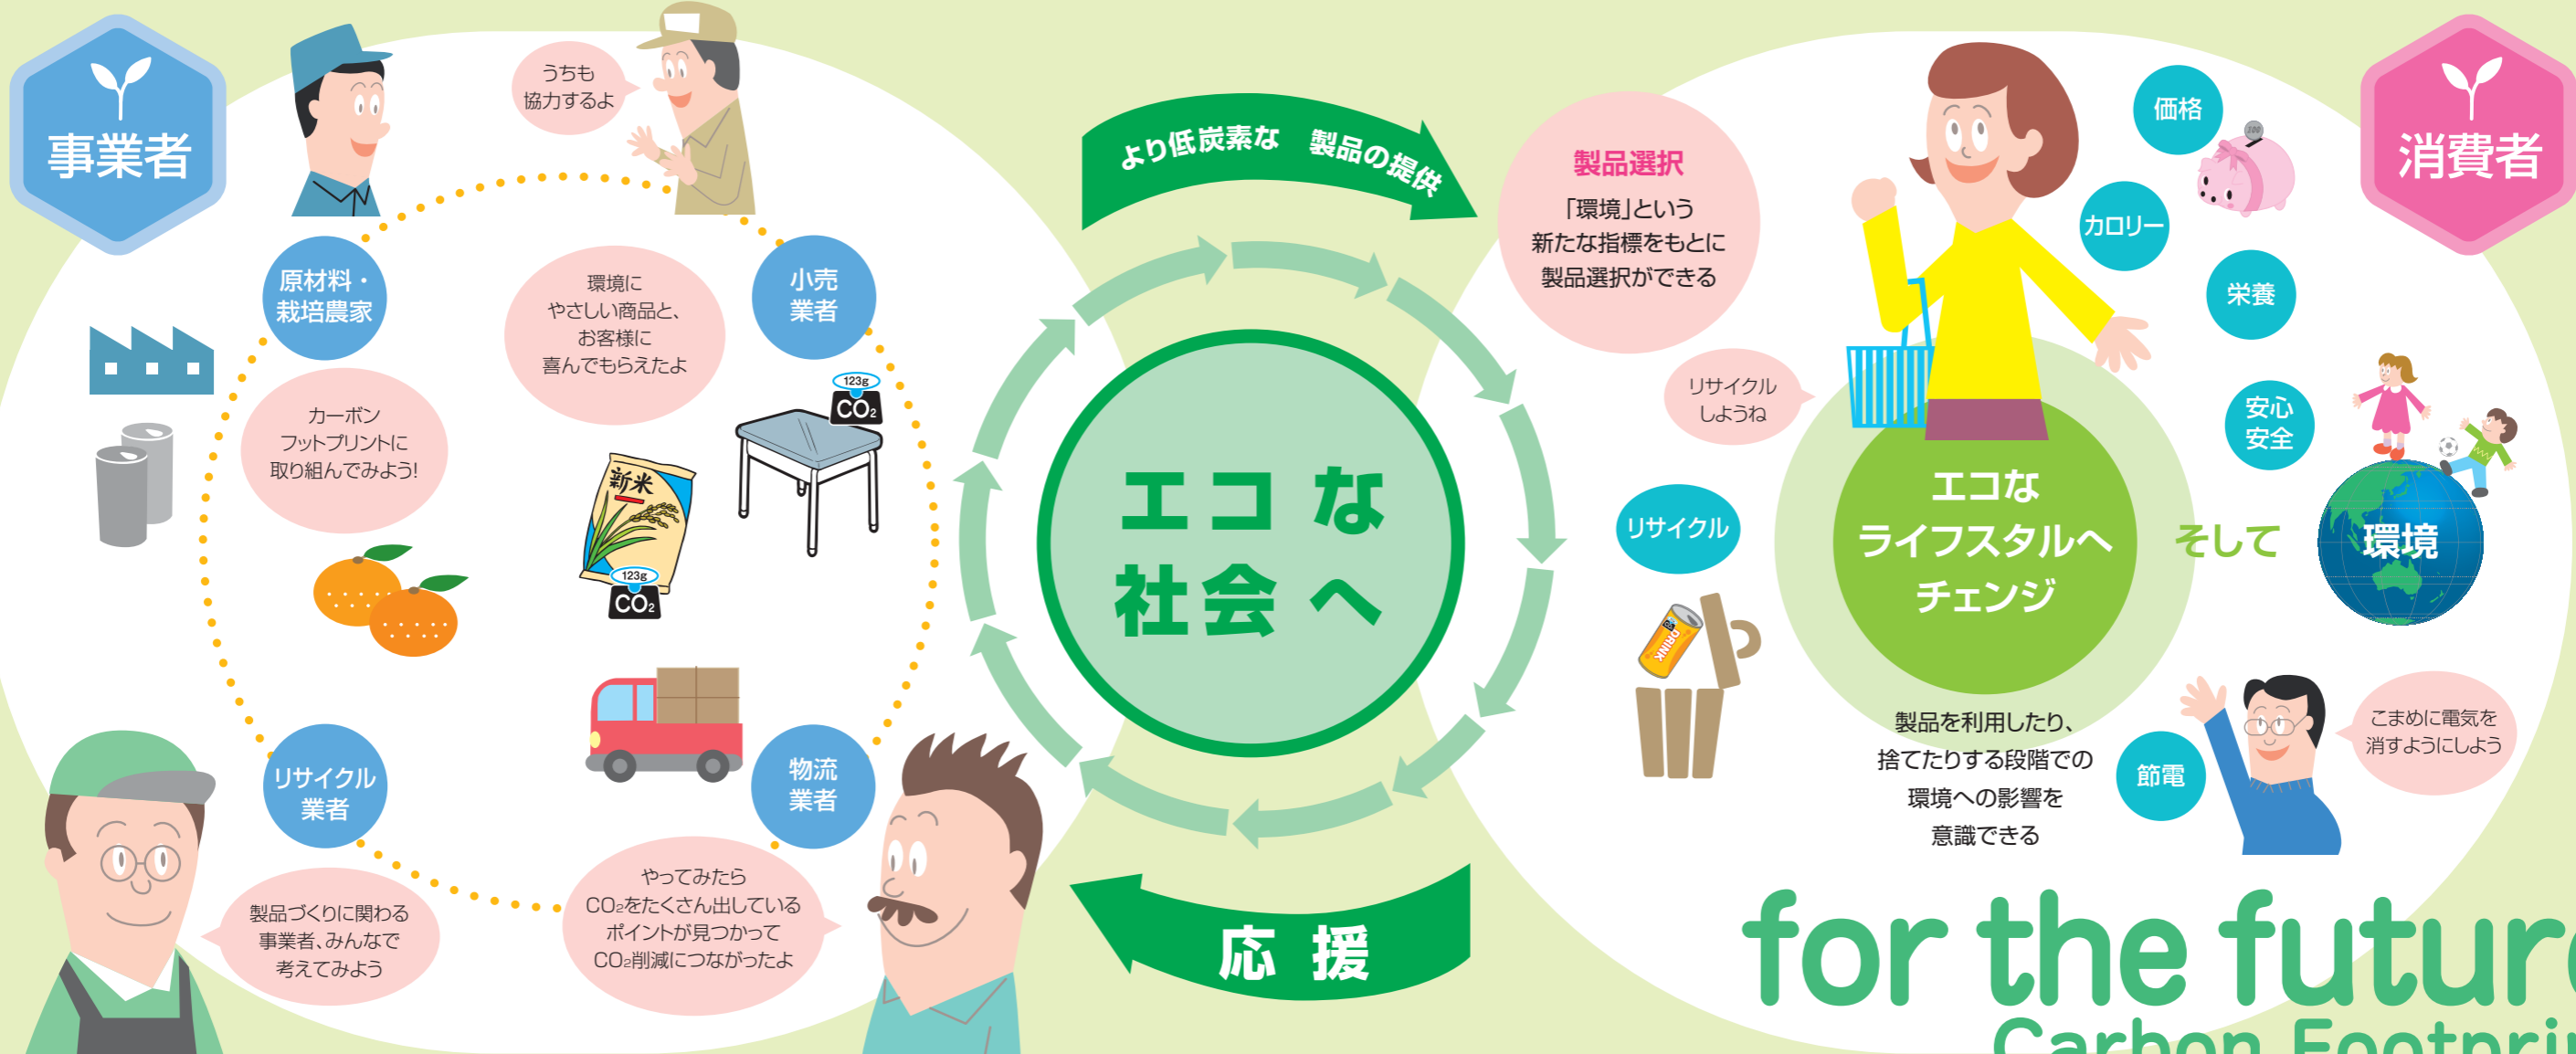 事業者
うちも
協力するよ
原材料・
栽培農家
小売
業者
環境に
やさしい商品と、
お客様に
喜んでもらえたよ
カーボン
フットプリントに
取り組んでみよう!
123g
CO₂
新米
123g
CO₂
リサイクル
業者
物流
業者
製品づくりに関わる
事業者、みんなで
考えてみよう
やってみたら
CO₂をたくさん出している
ポイントが見つかって
CO₂削減につながったよ
より低炭素な 製品の提供
エコな
社会へ
応援
消費者
製品選択
「環境」という
新たな指標をもとに
製品選択ができる
価格
カロリー
栄養
安心
安全
リサイクル
しようね
リサイクル
DRINK
エコな
ライフスタルへ
チェンジ
そして
環境
製品を利用したり、
捨てたりする段階での
環境への影響を
意識できる
節電
こまめに電気を
消すようにしよう
for the future
Carbon Footpri